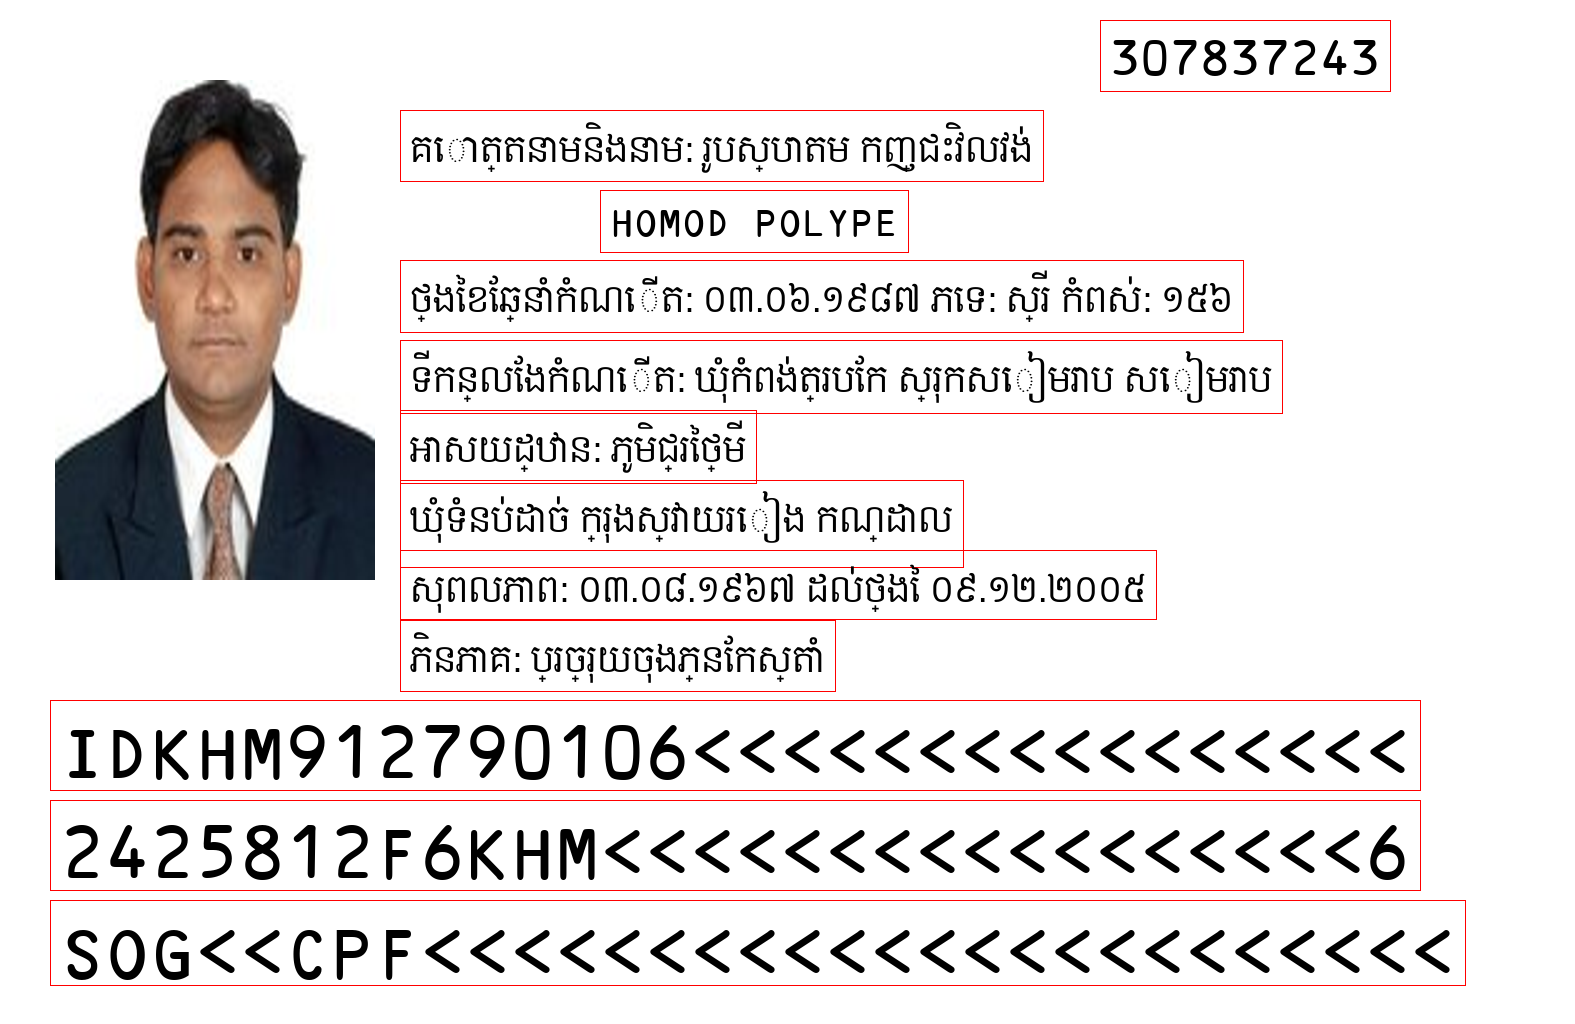 307837243
គោត្តនាមនិងនាម: រូបស្ឋាតម កញ្ជះវិលវង់
HOMOD POLYPE
ថ្ងខៃឆ្នែាំកំណើត: ០៣.០៦.១៩៨៧ ភទេ: ស្រី កំពស់: ១៥៦
ទីកន្លងែកំណើត: ឃុំកំពង់ត្របកែ ស្រុកសៀមរាប សៀមរាប
អាសយដ្ឋាន: ភូមិជ្រថ្មៃី
ឃុំទំនប់ដាច់ ក្រុងស្វាយរៀង កណ្ដាល
សុពលភាព: ០៣.០៨.១៩៦៧ ដល់ថ្ងៃ ០៩.១២.២០០៥
ភិនភាគ: ប្រច្រុយចុងភ្នកែស្តាំ
IDKHM912790106<<<<<<<<<<<<<<<<
2425812F6KHM<<<<<<<<<<<<<<<<<6
SOG<<CPF<<<<<<<<<<<<<<<<<<<<<<<